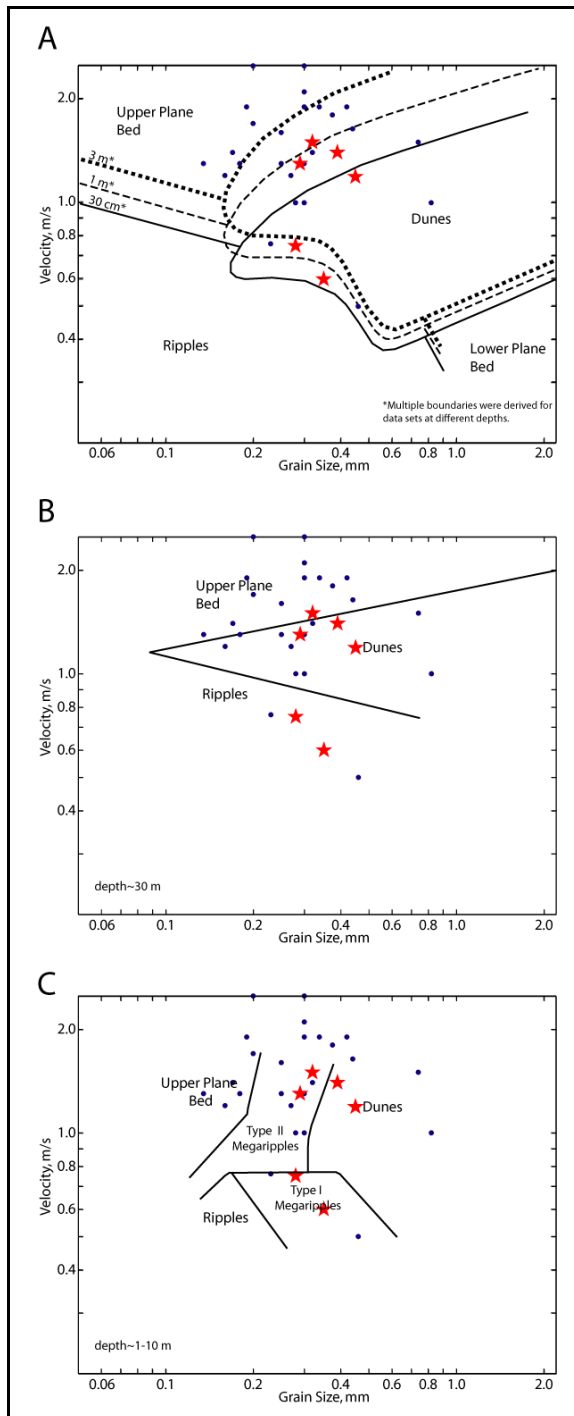 A
Upper Plane
Bed
3 m*
1 m*
30 cm*
Dunes
Ripples
Lower Plane
Bed
*Multiple boundaries were derived for
data sets at different depths.
Velocity, m/s
2.0
1.0
0.8
0.6
0.4
0.06
0.1
0.2
0.4
0.6
0.8
1.0
2.0
Grain Size, mm
B
Upper Plane
Bed
Dunes
Ripples
depth~30 m
Velocity, m/s
2.0
1.0
0.8
0.6
0.4
0.06
0.1
0.2
0.4
0.6
0.8
1.0
2.0
Grain Size, mm
C
Upper Plane
Bed
Dunes
Type II
Megaripples
Type I
Megaripples
Ripples
depth~1-10 m
Velocity, m/s
2.0
1.0
0.8
0.6
0.4
0.06
0.1
0.2
0.4
0.6
0.8
1.0
2.0
Grain Size, mm